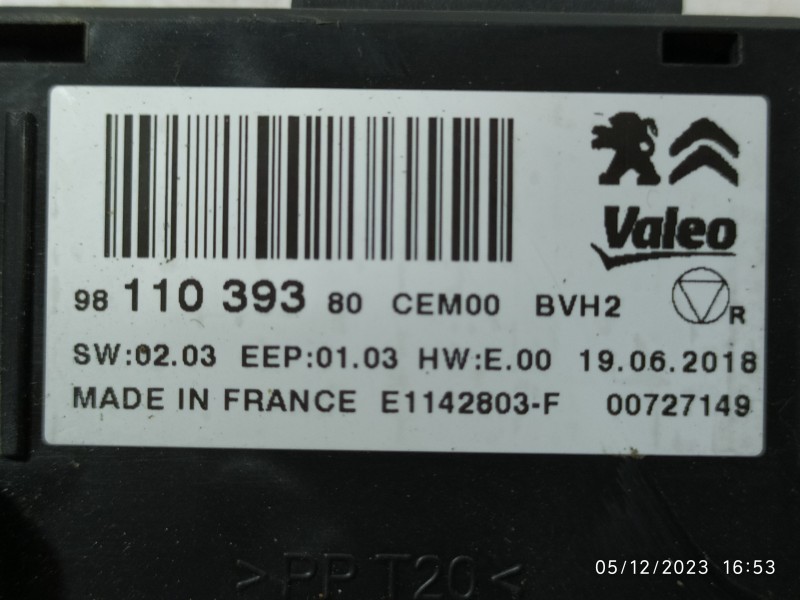 Valeo
98 110 393 80 CEM00 BVH2
R
SW:02.03 EEP:01.03 HW:E.00 19.06.2018
MADE IN FRANCE E1142803-F 00727149
>PP T20<
05/12/2023 16:53